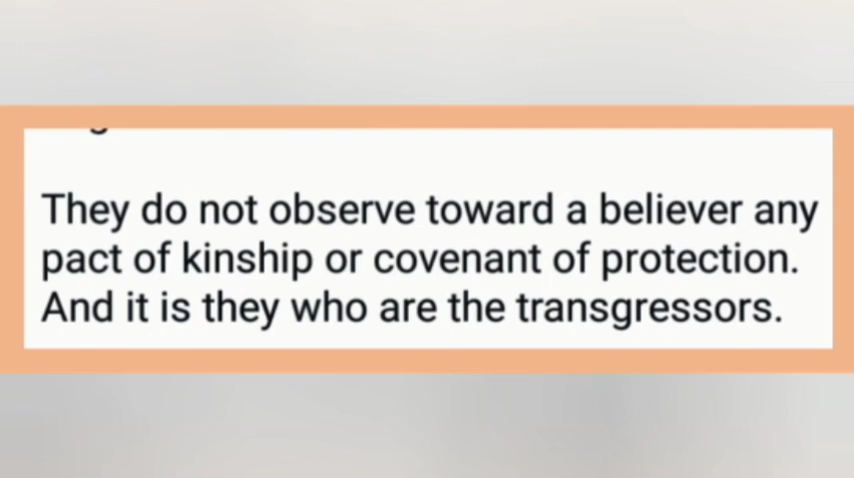 They do not observe toward a believer any
pact of kinship or covenant of protection.
And it is they who are the transgressors.